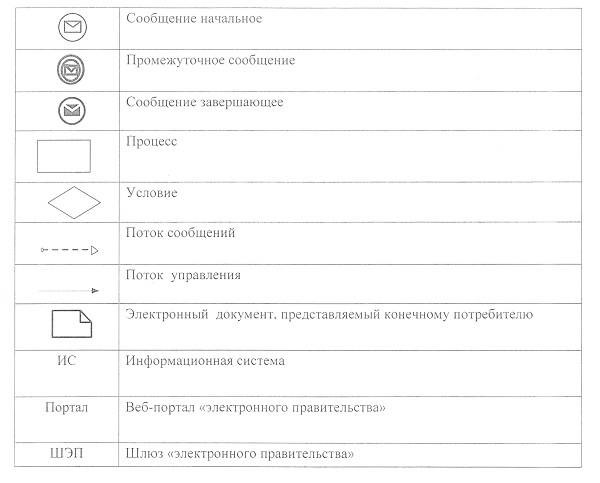 Сообщение начальное
Промежуточное сообщение
Сообщение завершающее
Процесс
Условие
Поток сообщений
Поток управления
Электронный документ, представляемый конечному потребителю
ИС Информационная система
Портал Веб-портал «электронного правительства»
ШЭП Шлюз «электронного правительства»